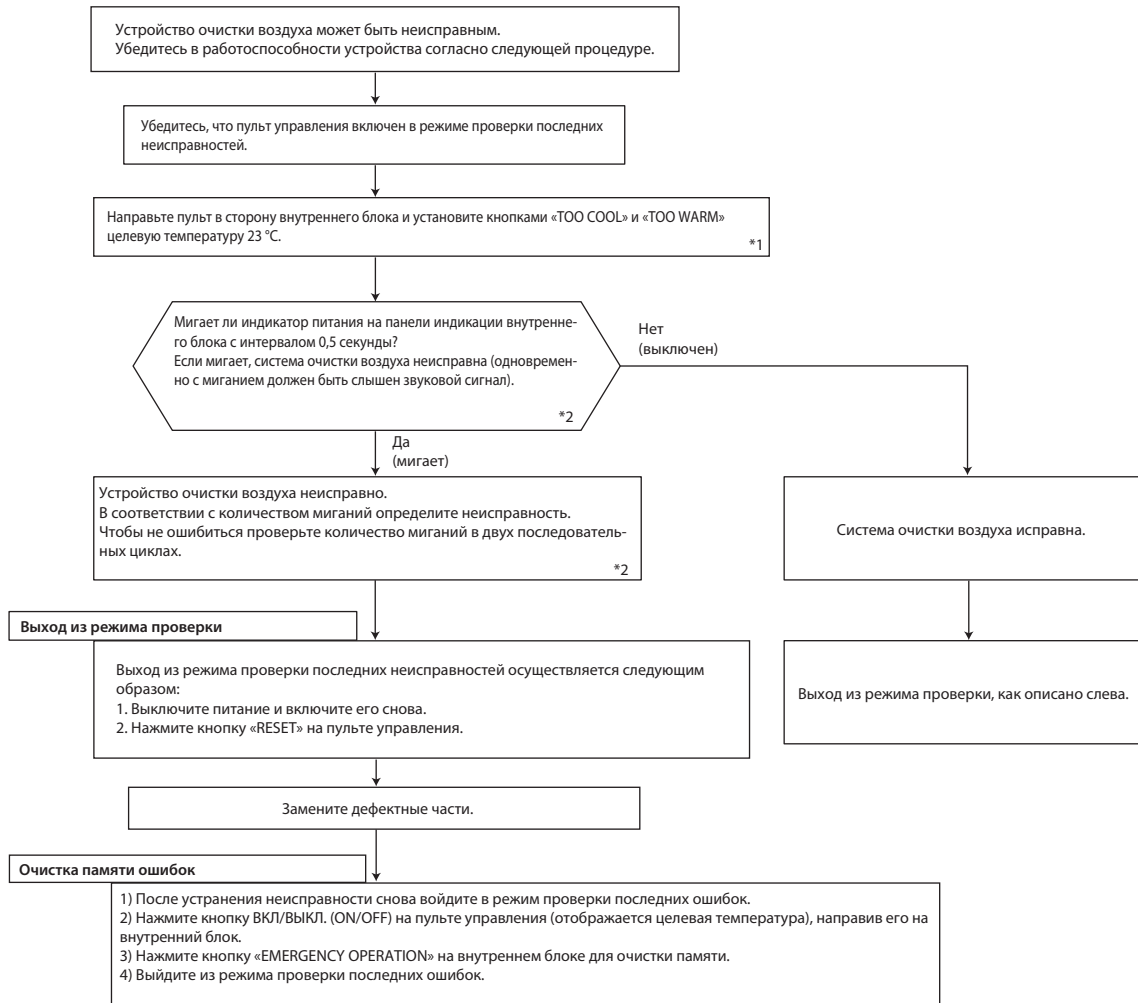 Устройство очистки воздуха может быть неисправным.
Убедитесь в работоспособности устройства согласно следующей процедуре.
Убедитесь, что пульт управления включен в режиме проверки последних
неисправностей.
Направьте пульт в сторону внутреннего блока и установите кнопками «TOO COOL» и «TOO WARM»
целевую температуру 23 °C.
*1
Мигает ли индикатор питания на панели индикации внутренне-
го блока с интервалом 0,5 секунды?
Если мигает, система очистки воздуха неисправна (одновремен-
но с миганием должен быть слышен звуковой сигнал).
*2
Нет
(выключен)
Да
(мигает)
Устройство очистки воздуха неисправно.
В соответствии с количеством миганий определите неисправность.
Чтобы не ошибиться проверьте количество миганий в двух последователь-
ных циклах.
*2
Система очистки воздуха исправна.
Выход из режима проверки
Выход из режима проверки последних неисправностей осуществляется следующим
образом:
1. Выключите питание и включите его снова.
2. Нажмите кнопку «RESET» на пульте управления.
Выход из режима проверки, как описано слева.
Замените дефектные части.
Очистка памяти ошибок
1) После устранения неисправности снова войдите в режим проверки последних ошибок.
2) Нажмите кнопку ВКЛ/ВЫКЛ. (ON/OFF) на пульте управления (отображается целевая температура), направив его на
внутренний блок.
3) Нажмите кнопку «EMERGENCY OPERATION» на внутреннем блоке для очистки памяти.
4) Выйдите из режима проверки последних ошибок.